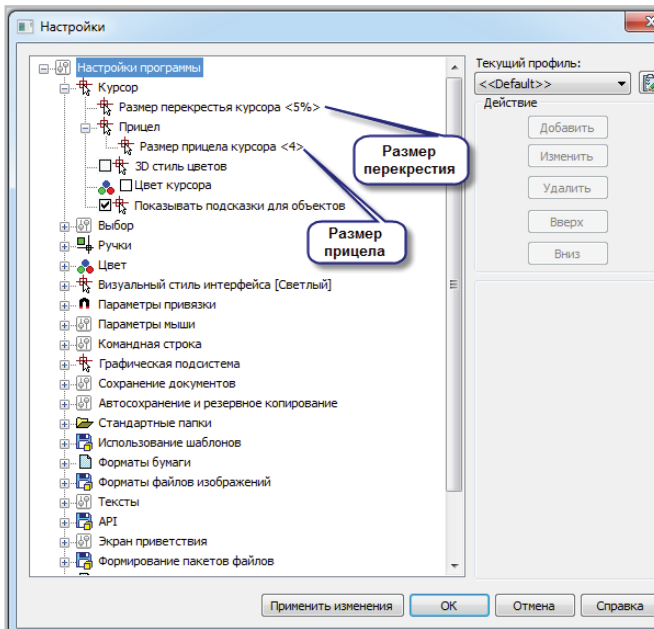 Настройки
Настройки программы
Курсор
Размер перекрестья курсора <5%>
Прицел
Размер прицела курсора <4>
3D стиль цветов
Цвет курсора
Показывать подсказки для объектов
Выбор
Ручки
Цвет
Визуальный стиль интерфейса [Светлый]
Параметры привязки
Параметры мыши
Командная строка
Графическая подсистема
Сохранение документов
Автосохранение и резервное копирование
Стандартные папки
Использование шаблонов
Форматы бумаги
Форматы файлов изображений
Тексты
API
Экран приветствия
Формирование пакетов файлов
Размер
перекрестия
Размер
прицела
Текущий профиль:
<<Default>>
Действие
Добавить
Изменить
Удалить
Вверх
Вниз
Применить изменения
ОК
Отмена
Справка